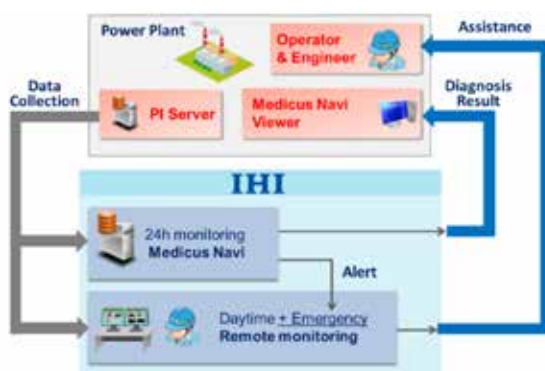 Power Plant
Operator
& Engineer
Assistance
Data
Collection
PI Server
Medicus Navi
Viewer
Diagnosis
Result
IHI
24h monitoring
Medicus Navi
Alert
Daytime + Emergency
Remote monitoring